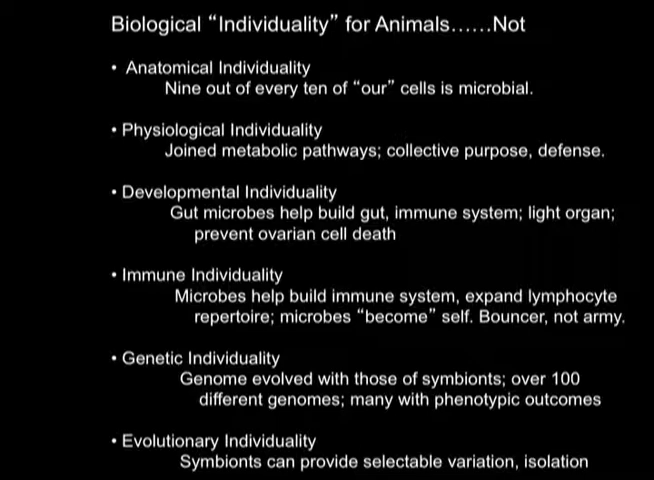 Biological “Individuality” for Animals……Not
• Anatomical Individuality
Nine out of every ten of “our” cells is microbial.
• Physiological Individuality
Joined metabolic pathways; collective purpose, defense.
• Developmental Individuality
Gut microbes help build gut, immune system; light organ;
prevent ovarian cell death
• Immune Individuality
Microbes help build immune system, expand lymphocyte
repertoire; microbes “become” self. Bouncer, not army.
• Genetic Individuality
Genome evolved with those of symbionts; over 100
different genomes; many with phenotypic outcomes
• Evolutionary Individuality
Symbionts can provide selectable variation, isolation